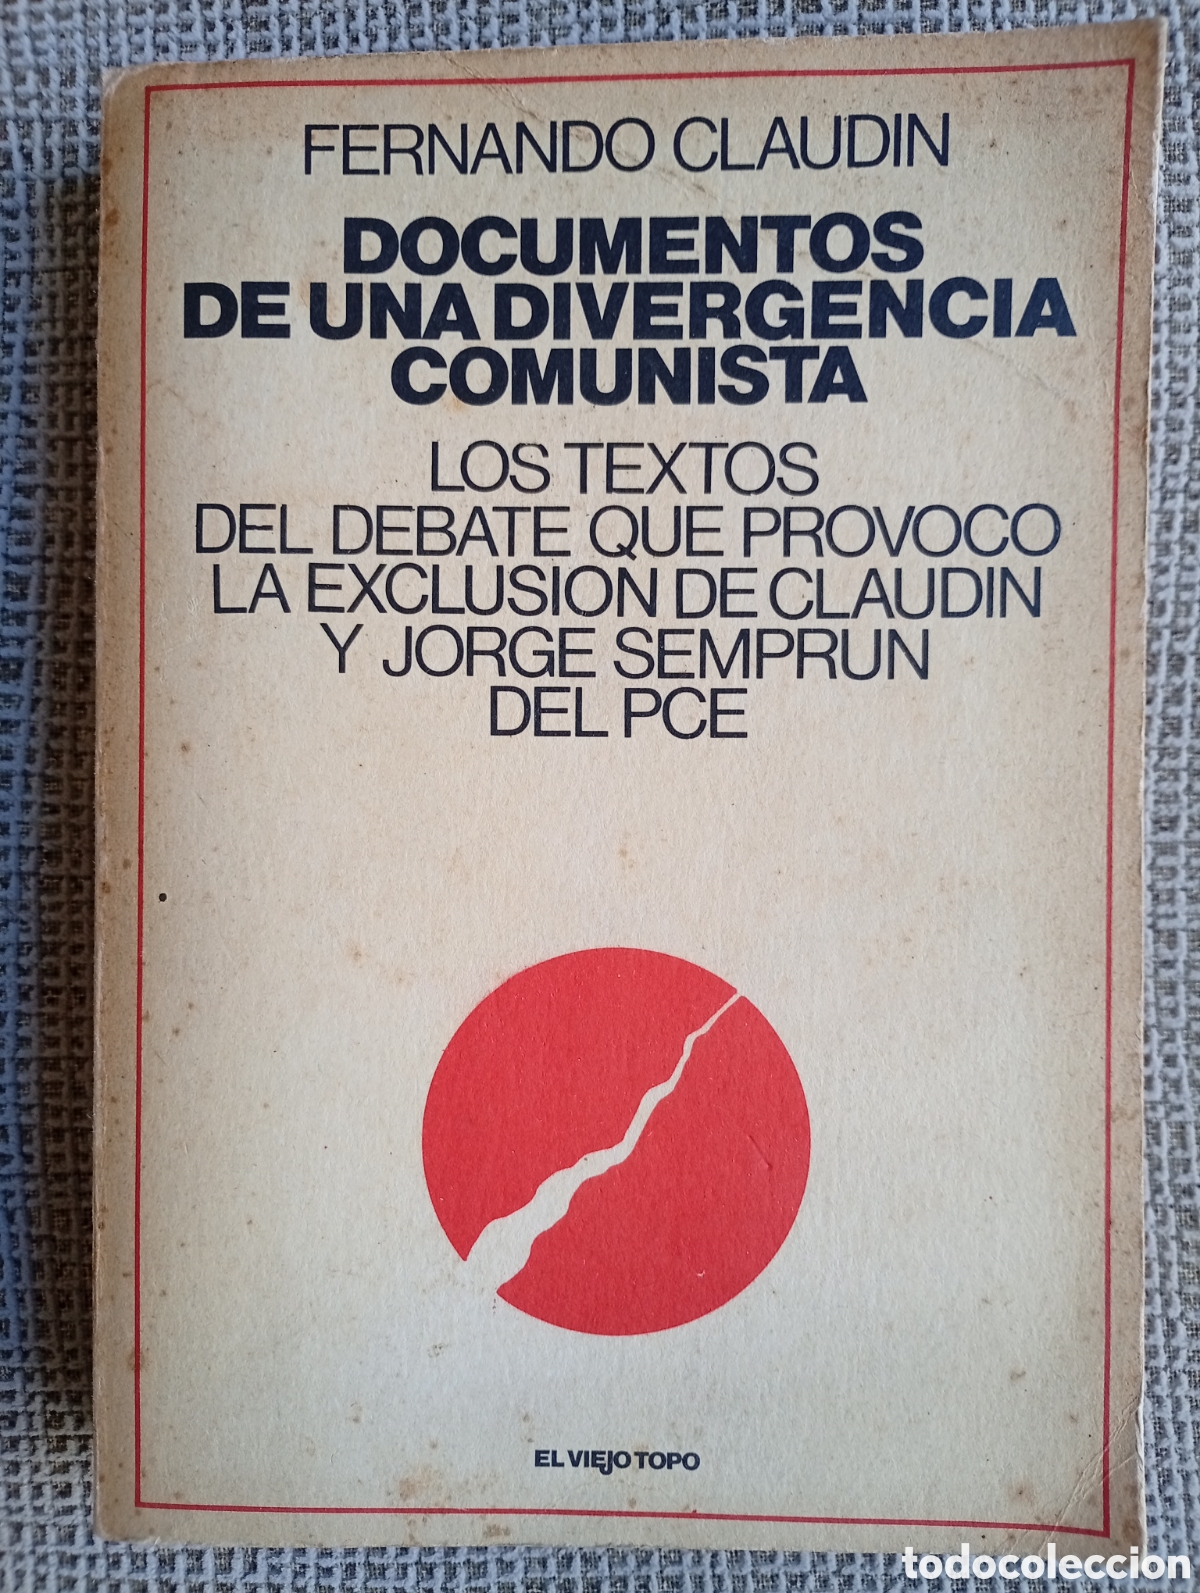 FERNANDO CLAUDIN
DOCUMENTOS
DE UNA DIVERGENCIA
COMUNISTA
LOS TEXTOS
DEL DEBATE QUE PROVOCO
LA EXCLUSION DE CLAUDIN
Y JORGE SEMPRUN
DEL PCE
EL VIEJO TOPO
todocoleccion